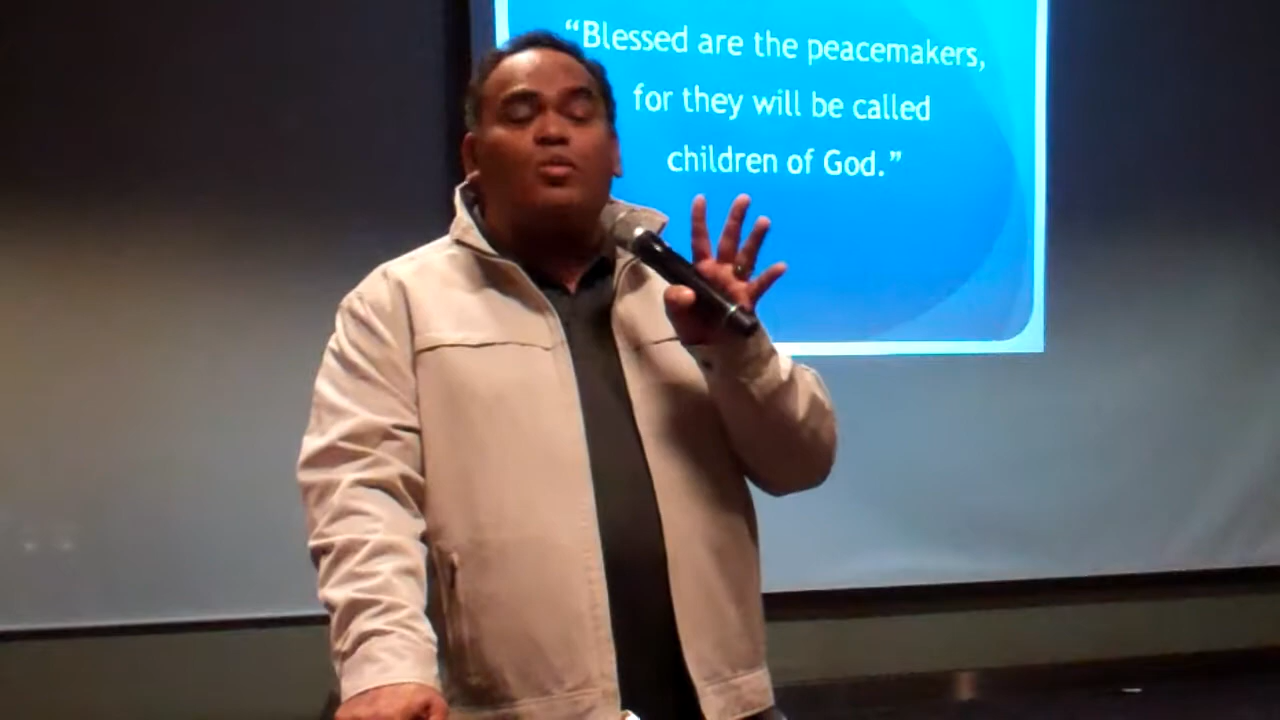 “Blessed are the peacemakers,
for they will be called
children of God.”